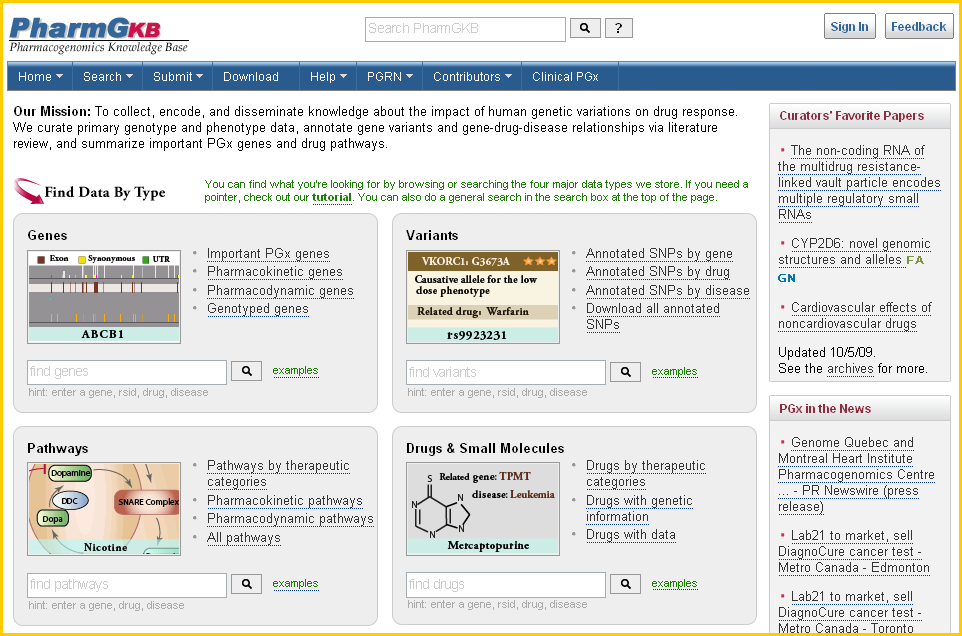 PharmGKB
Pharmacogenomics Knowledge Base
Search PharmGKB
?
Sign In
Feedback
Home
Search
Submit
Download
Help
PGRN
Contributors
Clinical PGx
Our Mission: To collect, encode, and disseminate knowledge about the impact of human genetic variations on drug response.
We curate primary genotype and phenotype data, annotate gene variants and gene-drug-disease relationships via literature
review, and summarize important PGx genes and drug pathways.
Find Data By Type
You can find what you're looking for by browsing or searching the four major data types we store. If you need a
pointer, check out our tutorial. You can also do a general search in the search box at the top of the page.
Genes
Exon Synonymous UTR
ABCB1
• Important PGx genes
• Pharmacokinetic genes
• Pharmacodynamic genes
• Genotyped genes
find genes
examples
hint: enter a gene, rsid, drug, disease
Variants
VKORC1: G3673A
Causative allele for the low
dose phenotype
Related drug: Warfarin
rs9923231
• Annotated SNPs by gene
• Annotated SNPs by drug
• Annotated SNPs by disease
• Download all annotated
SNPs
find variants
examples
hint: enter a gene, rsid, drug, disease
Pathways
Dopamine
DDC
Dopa
SNARE Complex
Nicotine
• Pathways by therapeutic
categories
• Pharmacokinetic pathways
• Pharmacodynamic pathways
• All pathways
find pathways
examples
hint: enter a gene, drug, disease
Drugs & Small Molecules
Related gene: TPMT
disease: Leukemia
S
N
N
N
N
Mercaptopurine
• Drugs by therapeutic
categories
• Drugs with genetic
information
• Drugs with data
find drugs
examples
hint: enter a gene, rsid, drug, disease
Curators' Favorite Papers
• The non-coding RNA of
the multidrug resistance-
linked vault particle encodes
multiple regulatory small
RNAs
• CYP2D6: novel genomic
structures and alleles FA
GN
• Cardiovascular effects of
noncardiovascular drugs
Updated 10/5/09.
See the archives for more.
PGx in the News
• Genome Quebec and
Montreal Heart Institute
Pharmacogenomics Centre
... - PR Newswire (press
release)
• Lab21 to market, sell
DiagnoCure cancer test -
Metro Canada - Edmonton
• Lab21 to market, sell
DiagnoCure cancer test -
Metro Canada - Toronto